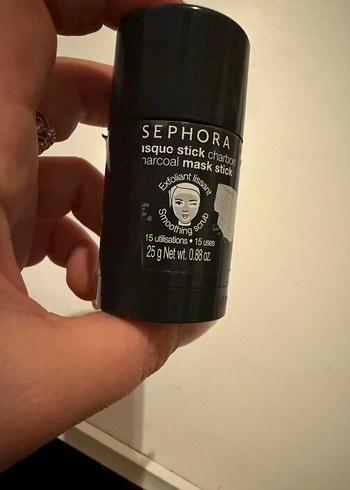 SEPHORA
asque stick charbon
harcoal mask stick
Exfoliant lissant
Smoothing scrub
15 utilisations • 15 uses
25 g Net wt. 0.88 oz.